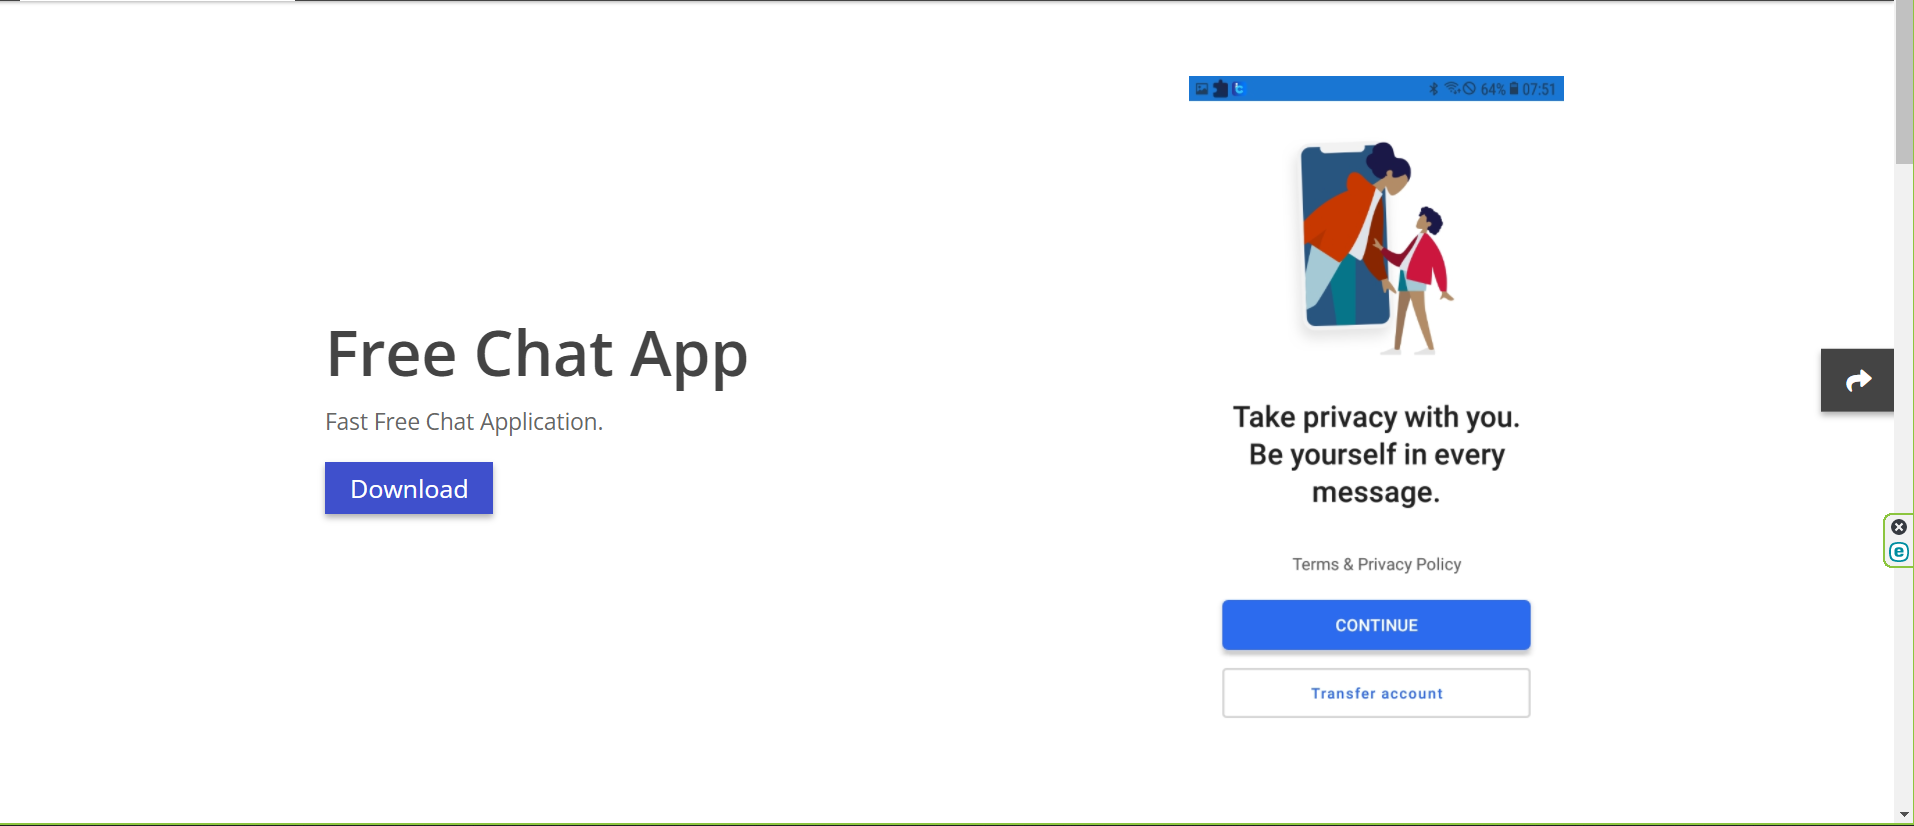 64% 07:51
Free Chat App
Fast Free Chat Application.
Download
Take privacy with you.
Be yourself in every
message.
Terms & Privacy Policy
CONTINUE
Transfer account
e